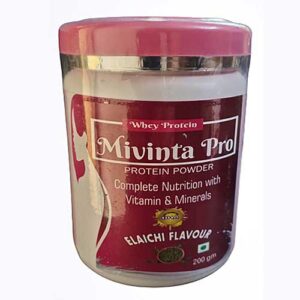 Whey Protein
Mivinta Pro
PROTEIN POWDER
Complete Nutrition with
Vitamin & Minerals
ELAICHI FLAVOUR
200 gm